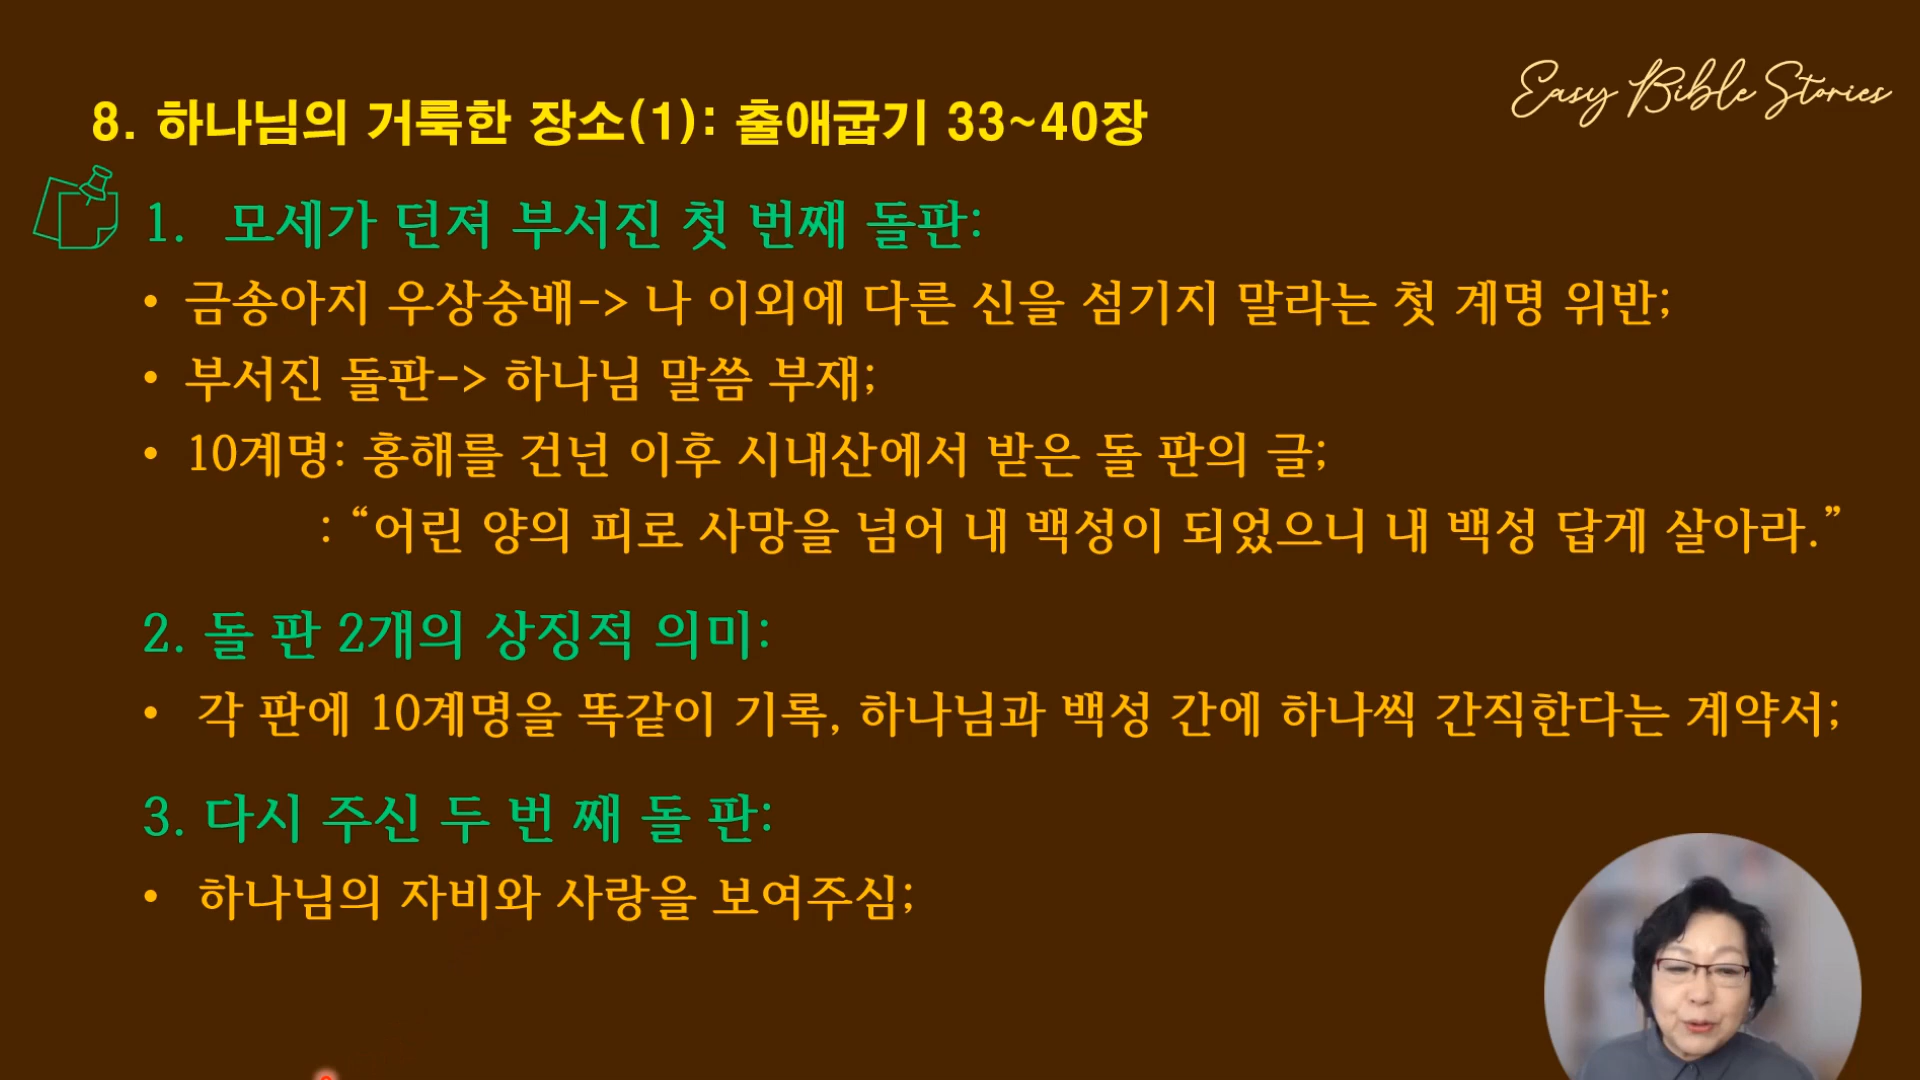 Easy Bible Stories
8. 하나님의 거룩한 장소(1): 출애굽기 33~40장
1. 모세가 던져 부서진 첫 번째 돌판:
• 금송아지 우상숭배-> 나 이외에 다른 신을 섬기지 말라는 첫 계명 위반;
• 부서진 돌판-> 하나님 말씀 부재;
• 10계명: 홍해를 건넌 이후 시내산에서 받은 돌 판의 글;
: “어린 양의 피로 사망을 넘어 내 백성이 되었으니 내 백성 답게 살아라.”
2. 돌 판 2개의 상징적 의미:
• 각 판에 10계명을 똑같이 기록, 하나님과 백성 간에 하나씩 간직한다는 계약서;
3. 다시 주신 두 번 째 돌 판:
• 하나님의 자비와 사랑을 보여주심;